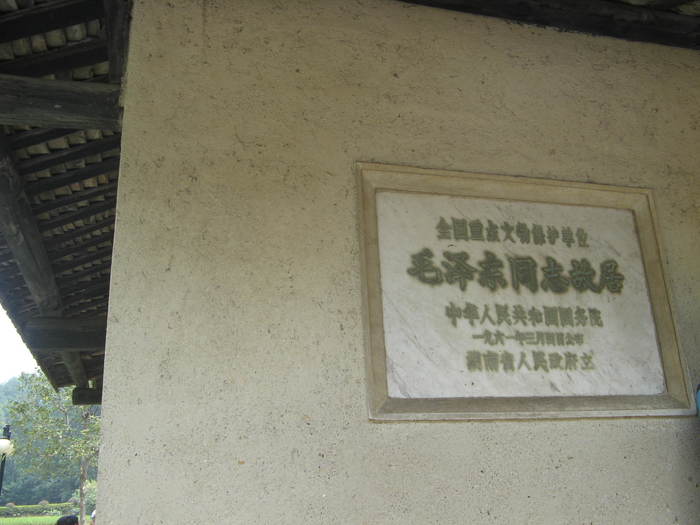 全国重点文物保护单位
毛泽东同志故居
中华人民共和国国务院
一九六一年三月四日公布
湖南省人民政府立